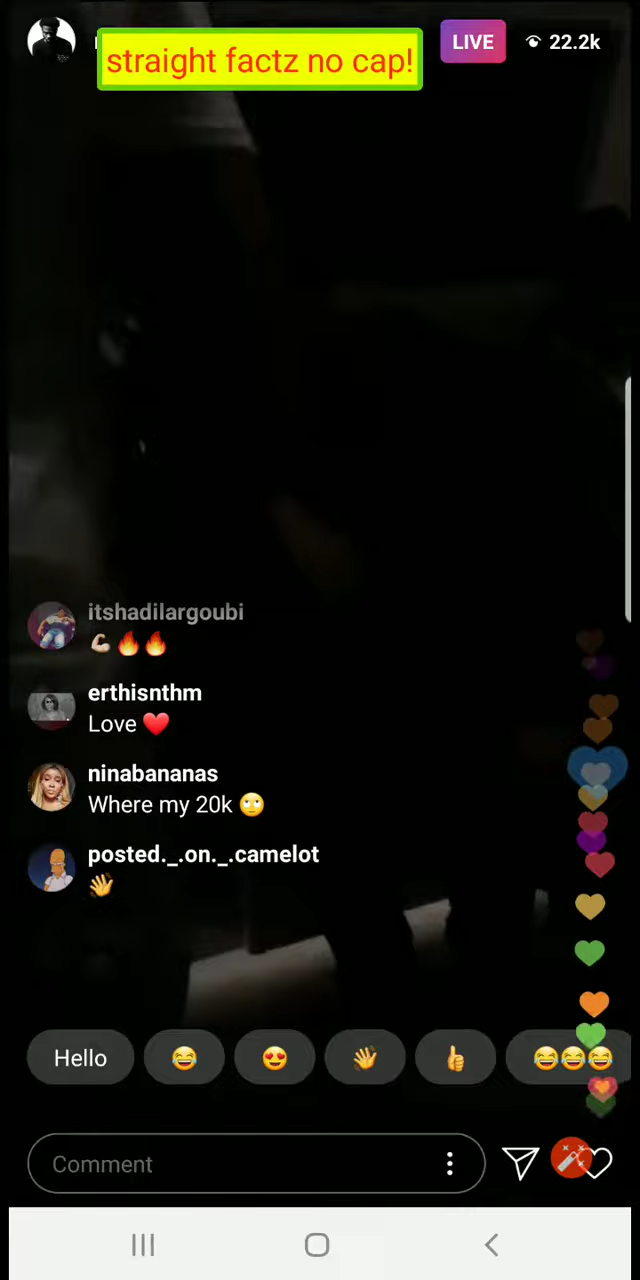 straight factz no cap!
LIVE
22.2k
itshadilargoubi
💪🏻🔥🔥
erthisnthm
Love ❤️
ninabananas
Where my 20k 🙄
posted._.on._.camelot
👋
Hello
😂 😍 👋 👍 😂😂😂
Comment